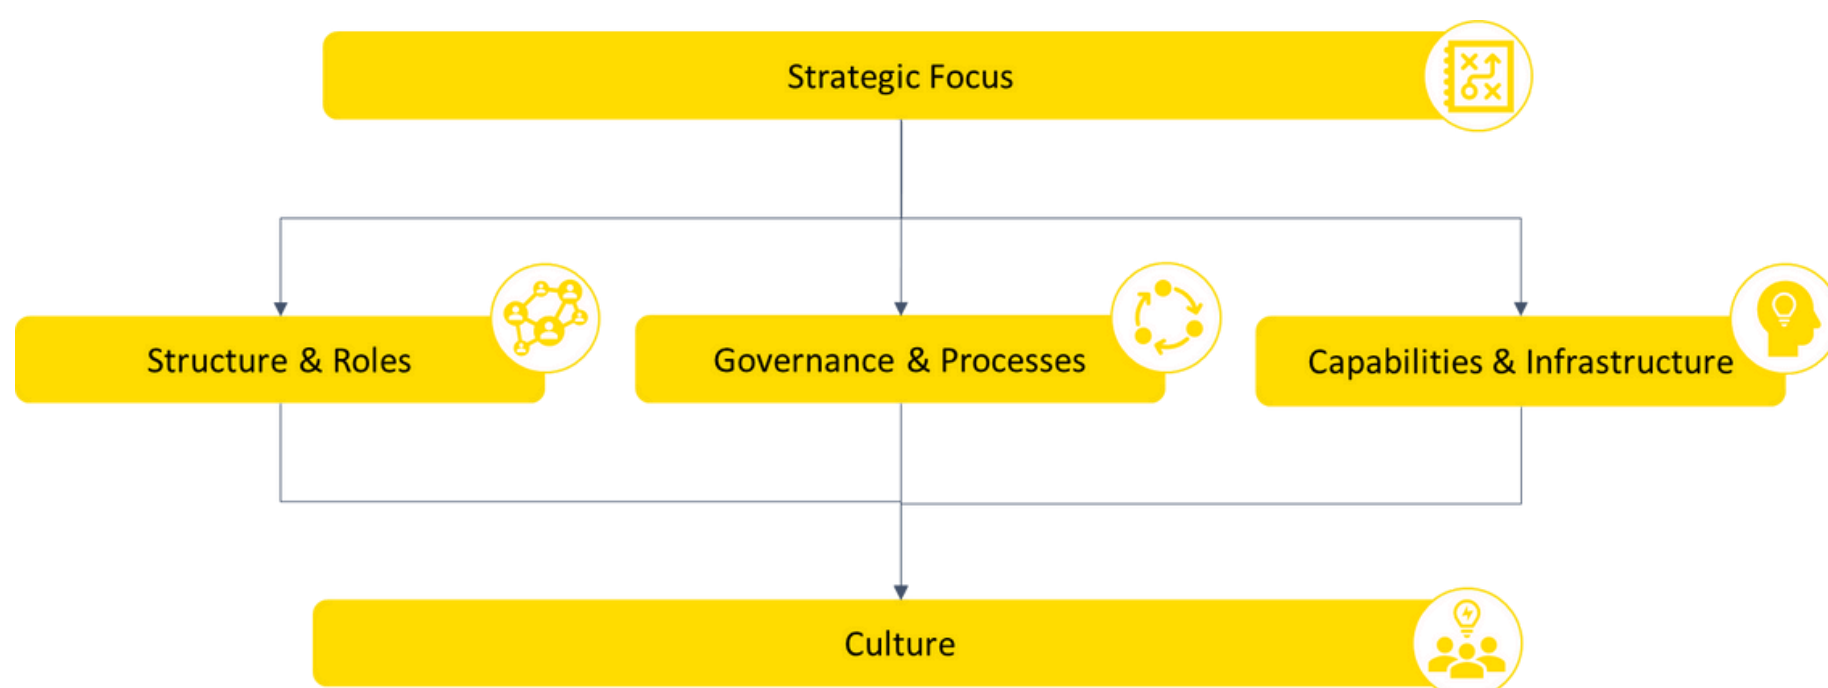 Strategic Focus
Structure & Roles
Governance & Processes
Capabilities & Infrastructure
Culture